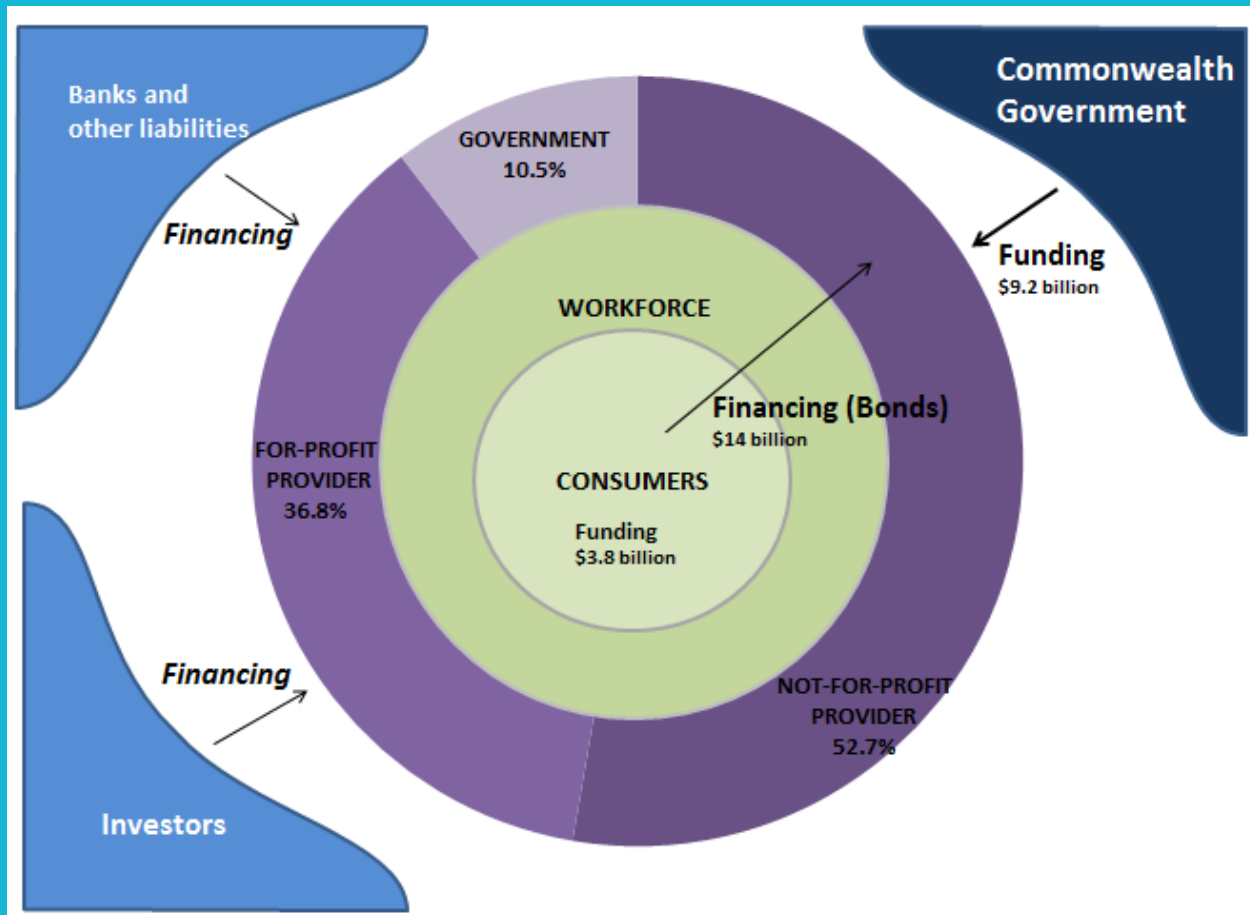 Banks and
other liabilities
Commonwealth
Government
GOVERNMENT
10.5%
Financing
Funding
$9.2 billion
WORKFORCE
Financing (Bonds)
$14 billion
FOR-PROFIT
PROVIDER
36.8%
CONSUMERS
Funding
$3.8 billion
Financing
NOT-FOR-PROFIT
PROVIDER
52.7%
Investors